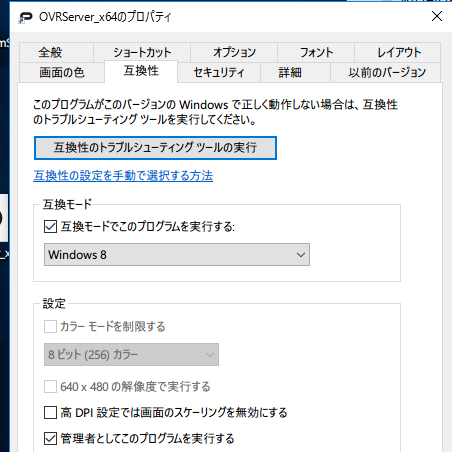 OVRServer_x64のプロパティ
全般
ショートカット
オプション
フォント
レイアウト
画面の色
互換性
セキュリティ
詳細
以前のバージョン
このプログラムがこのバージョンの Windows で正しく動作しない場合は、互換性
のトラブルシューティング ツールを実行してください。
互換性のトラブルシューティング ツールの実行
互換性の設定を手動で選択する方法
互換モード
互換モードでこのプログラムを実行する:
Windows 8
設定
カラー モードを制限する
8 ビット (256) カラー
640 x 480 の解像度で実行する
高 DPI 設定では画面のスケーリングを無効にする
管理者としてこのプログラムを実行する